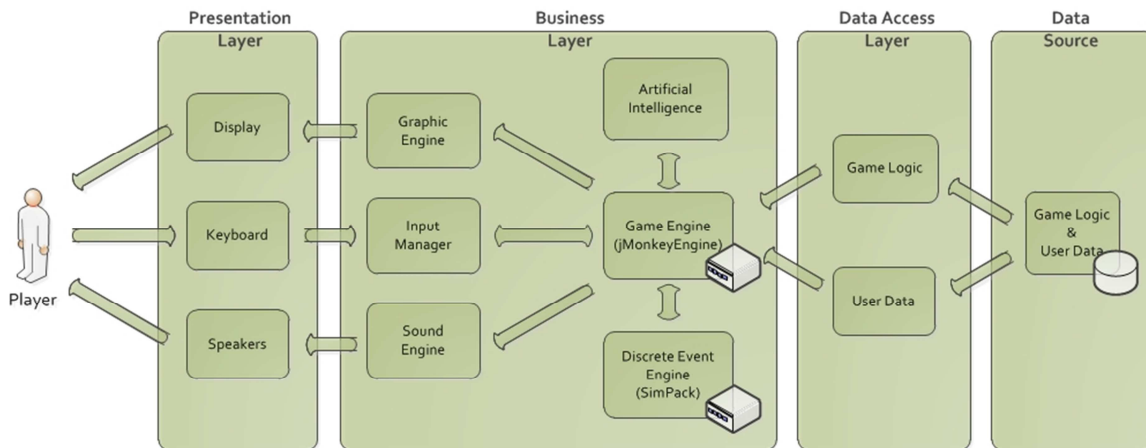 Presentation
Layer
Business
Layer
Data Access
Layer
Data
Source
Player
Display
Keyboard
Speakers
Graphic
Engine
Input
Manager
Sound
Engine
Artificial
Intelligence
Game Engine
(jMonkeyEngine)
Discrete Event
Engine
(SimPack)
Game Logic
User Data
Game Logic
&
User Data